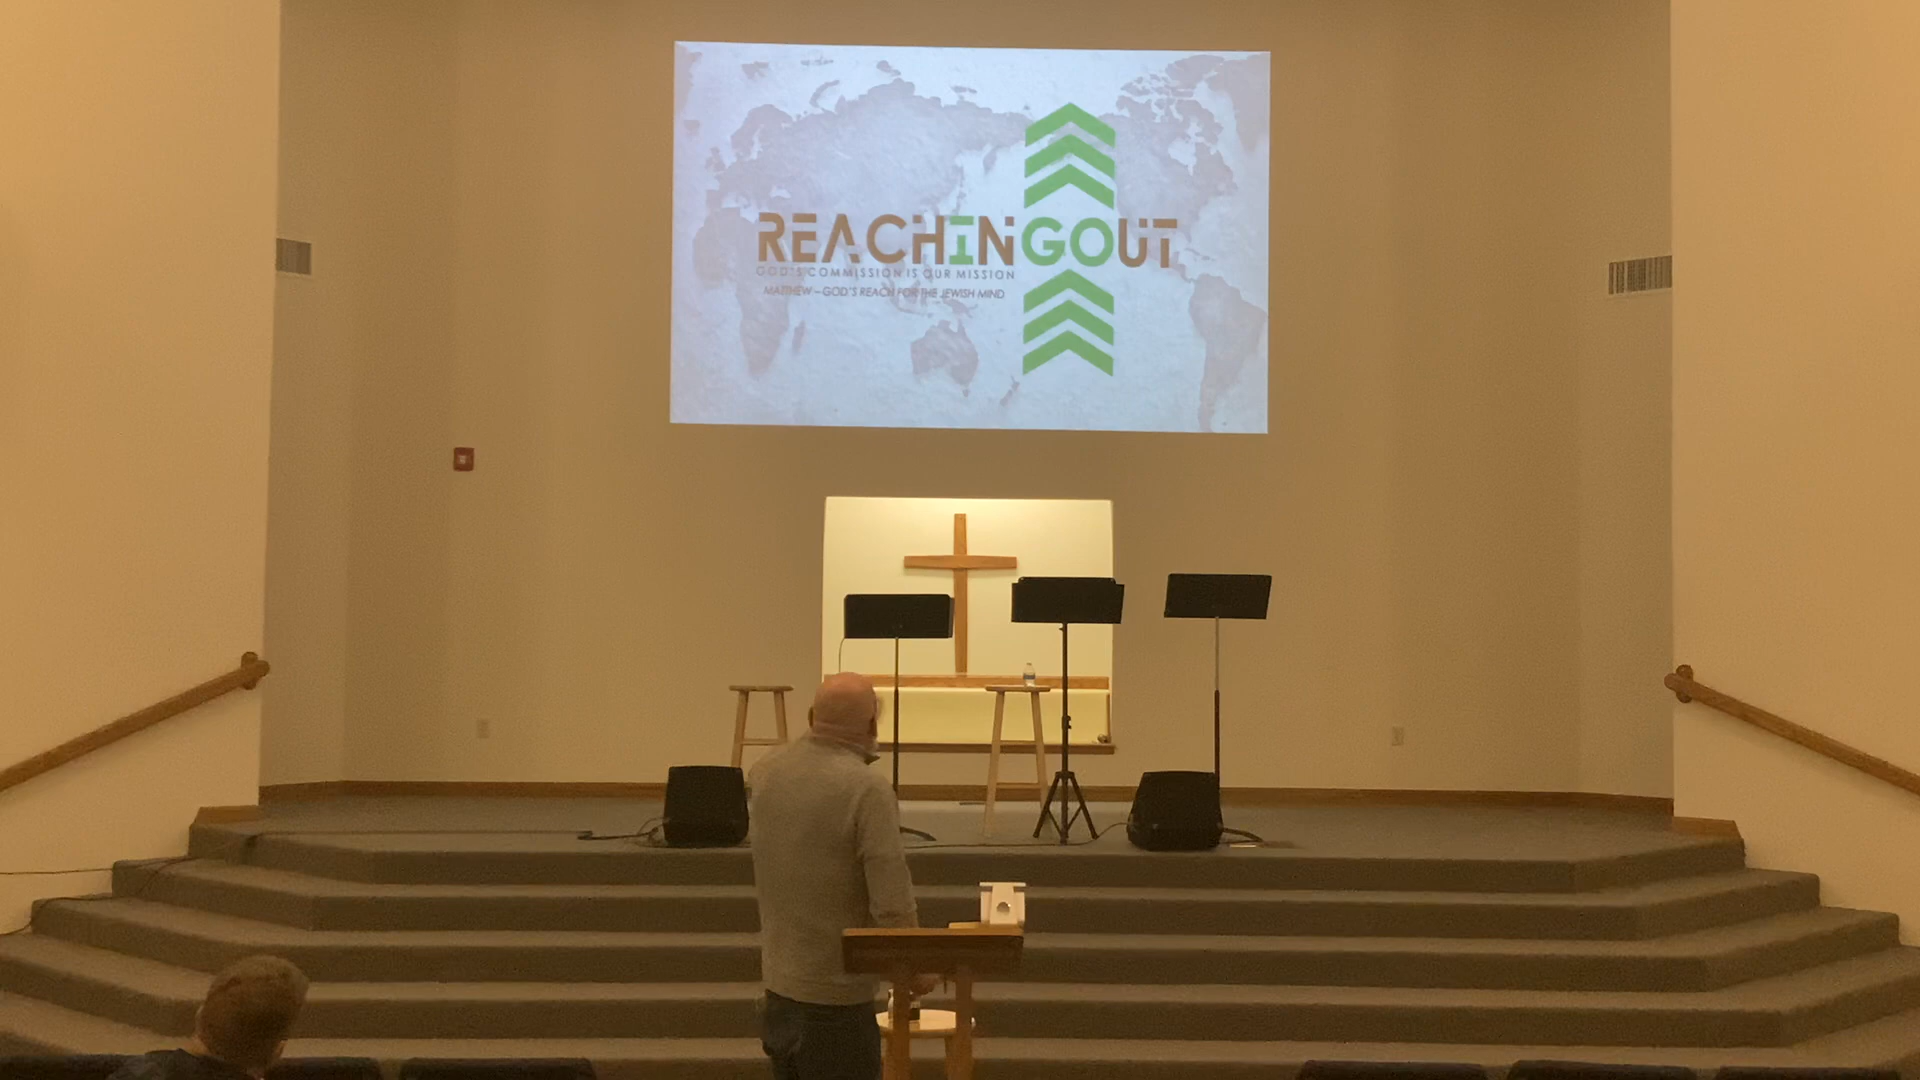 REACHINGOUT
GOD'S COMMISSION IS OUR MISSION
MATTHEW – GOD'S REACH FOR THE JEWISH MIND